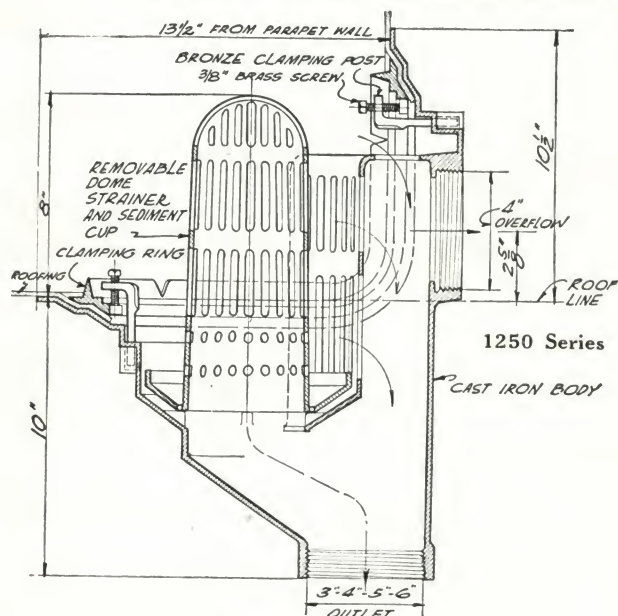 13½" FROM PARAPET WALL
BRONZE CLAMPING POST
3/8" BRASS SCREW
10½"
8"
REMOVABLE
DOME
STRAINER
AND SEDIMENT
CUP
CLAMPING RING
ROOFING
4"
OVERFLOW
2⅝"
ROOF
LINE
1250 Series
CAST IRON BODY
10"
3"-4"-5"-6"
OUTLET